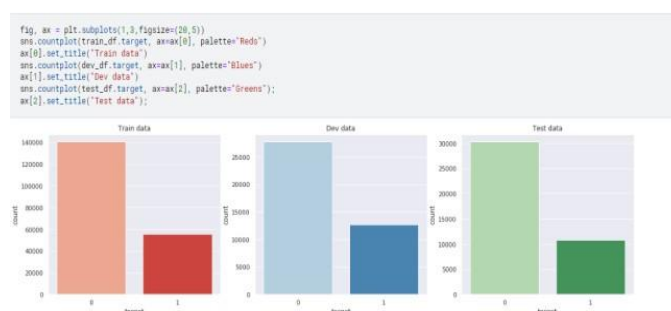 fig, ax = plt.subplots(1,3,figsize=(20,5))
sns.countplot(train_df.target, ax=ax[0], palette="Reds")
ax[0].set_title("Train data")
sns.countplot(dev_df.target, ax=ax[1], palette="Blues")
ax[1].set_title("Dev data")
sns.countplot(test_df.target, ax=ax[2], palette="Greens");
ax[2].set_title("Test data");
Train data
140000
120000
100000
80000
60000
40000
20000
0
count
0 1
target
Dev data
25000
20000
15000
10000
5000
0
count
0 1
target
Test data
30000
25000
20000
15000
10000
5000
0
count
0 1
target